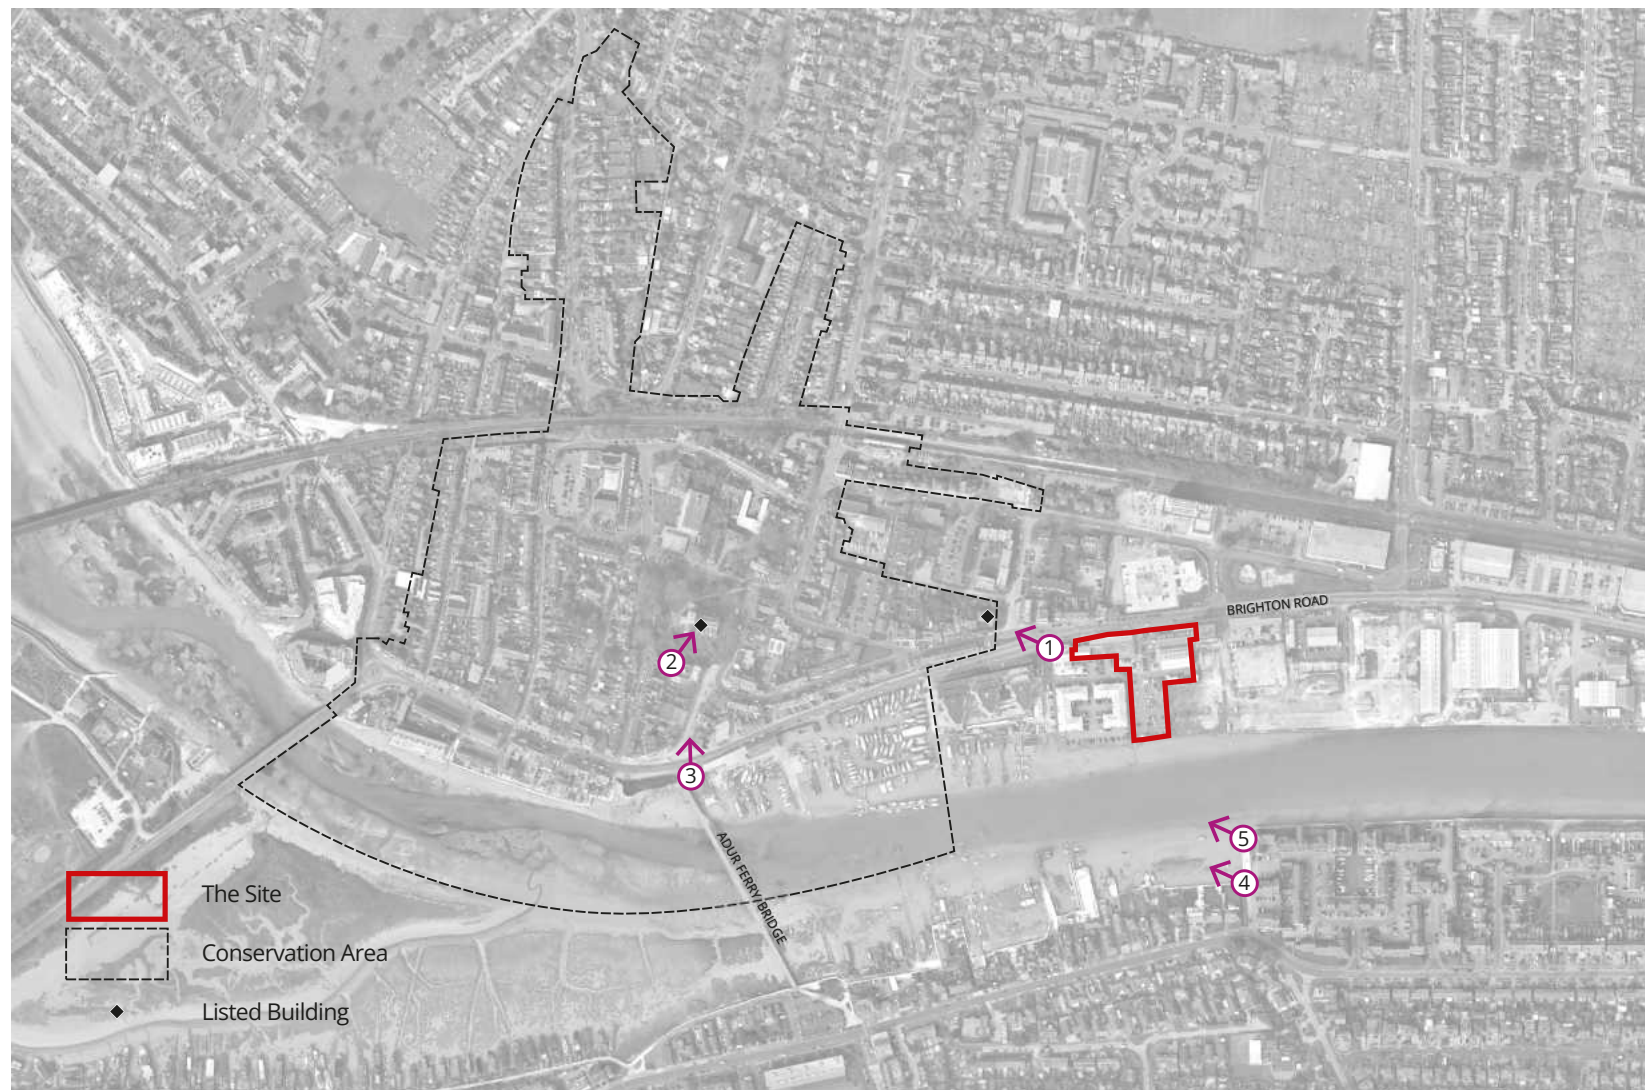 BRIGHTON ROAD
1
2
3
ADUR FERRY BRIDGE
5
4
The Site
Conservation Area
Listed Building